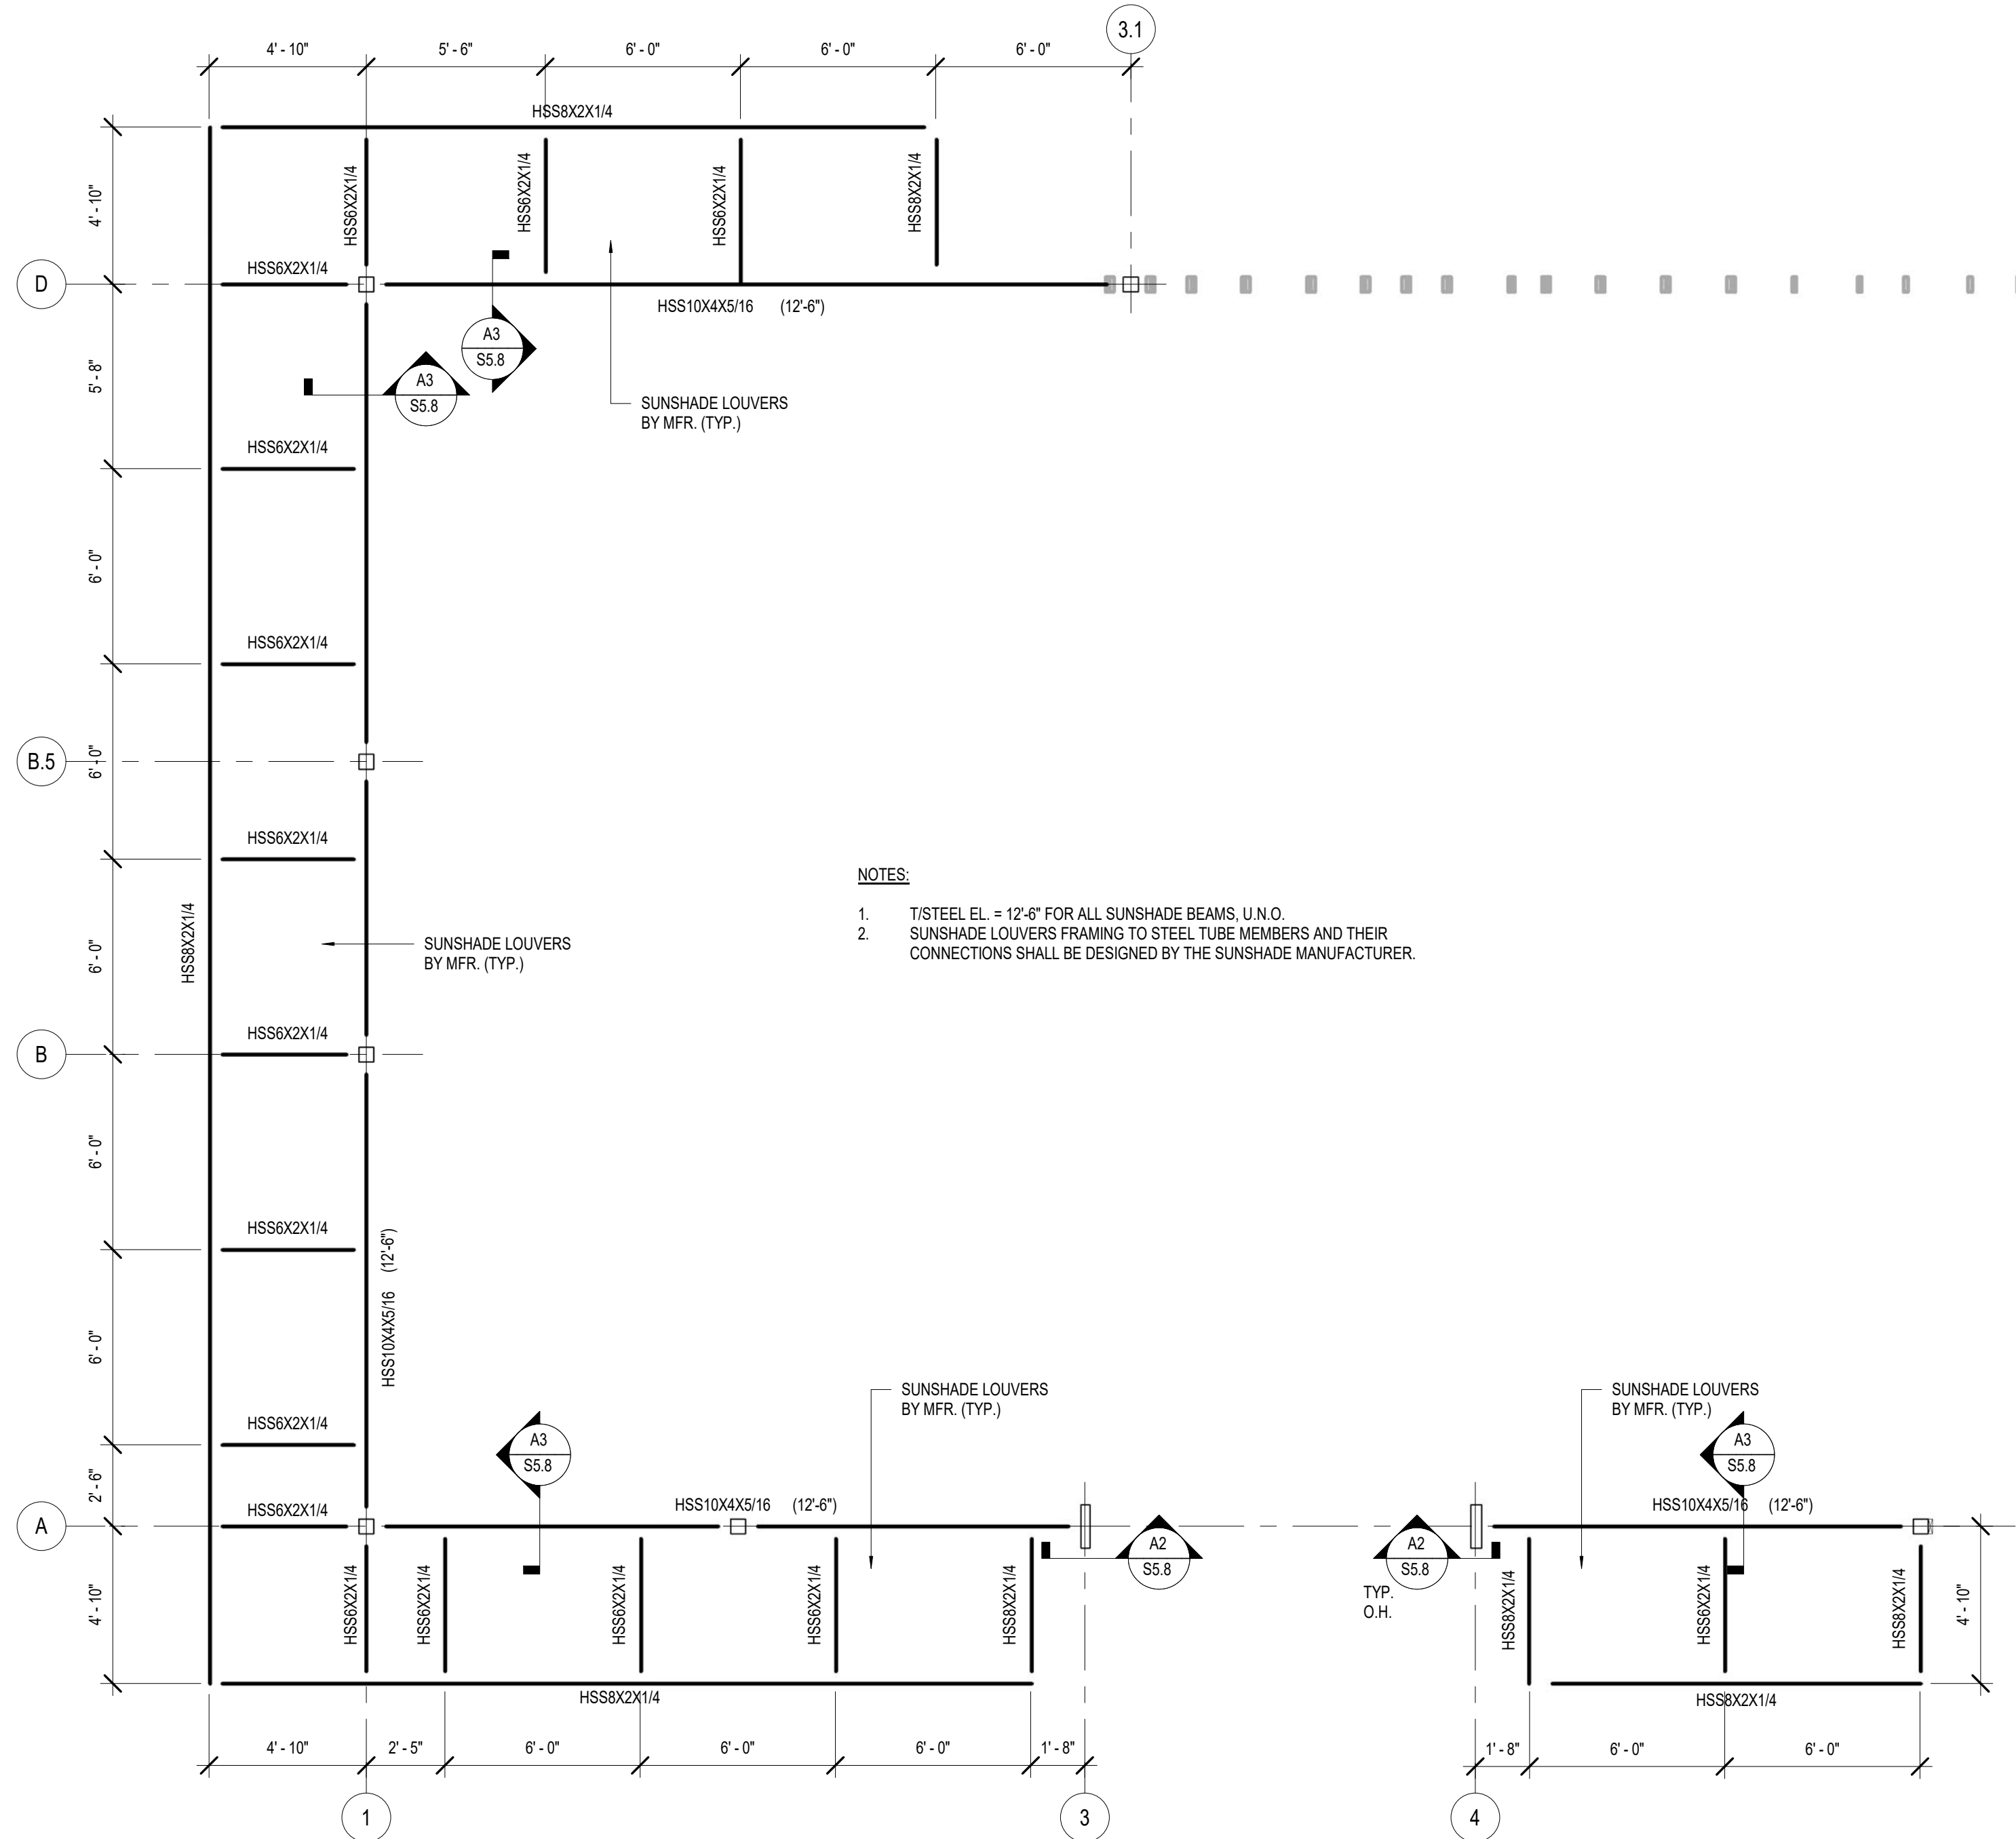 3.1
4' - 10"
5' - 6"
6' - 0"
6' - 0"
6' - 0"
HSS8X2X1/4
4' - 10"
HSS6X2X1/4
HSS6X2X1/4
HSS6X2X1/4
HSS8X2X1/4
D
HSS6X2X1/4
HSS10X4X5/16 (12'-6")
A3
S5.8
5' - 8"
A3
S5.8
SUNSHADE LOUVERS
BY MFR. (TYP.)
HSS6X2X1/4
6' - 0"
HSS6X2X1/4
B.5
6' - 0"
HSS6X2X1/4
NOTES:
1. T/STEEL EL. = 12'-6" FOR ALL SUNSHADE BEAMS, U.N.O.
2. SUNSHADE LOUVERS FRAMING TO STEEL TUBE MEMBERS AND THEIR
CONNECTIONS SHALL BE DESIGNED BY THE SUNSHADE MANUFACTURER.
6' - 0"
HSS8X2X1/4
SUNSHADE LOUVERS
BY MFR. (TYP.)
B
HSS6X2X1/4
6' - 0"
HSS6X2X1/4
HSS10X4X5/16 (12'-6")
6' - 0"
SUNSHADE LOUVERS
BY MFR. (TYP.)
SUNSHADE LOUVERS
BY MFR. (TYP.)
HSS6X2X1/4
A3
S5.8
A3
S5.8
2' - 6"
HSS6X2X1/4
HSS10X4X5/16 (12'-6")
HSS10X4X5/16 (12'-6")
A
A2
S5.8
A2
S5.8
TYP.
O.H.
4' - 10"
HSS6X2X1/4
HSS6X2X1/4
HSS6X2X1/4
HSS6X2X1/4
HSS8X2X1/4
HSS8X2X1/4
HSS6X2X1/4
HSS8X2X1/4
4' - 10"
HSS8X2X1/4
HSS8X2X1/4
4' - 10"
2' - 5"
6' - 0"
6' - 0"
6' - 0"
1' - 8"
1' - 8"
6' - 0"
6' - 0"
1
3
4